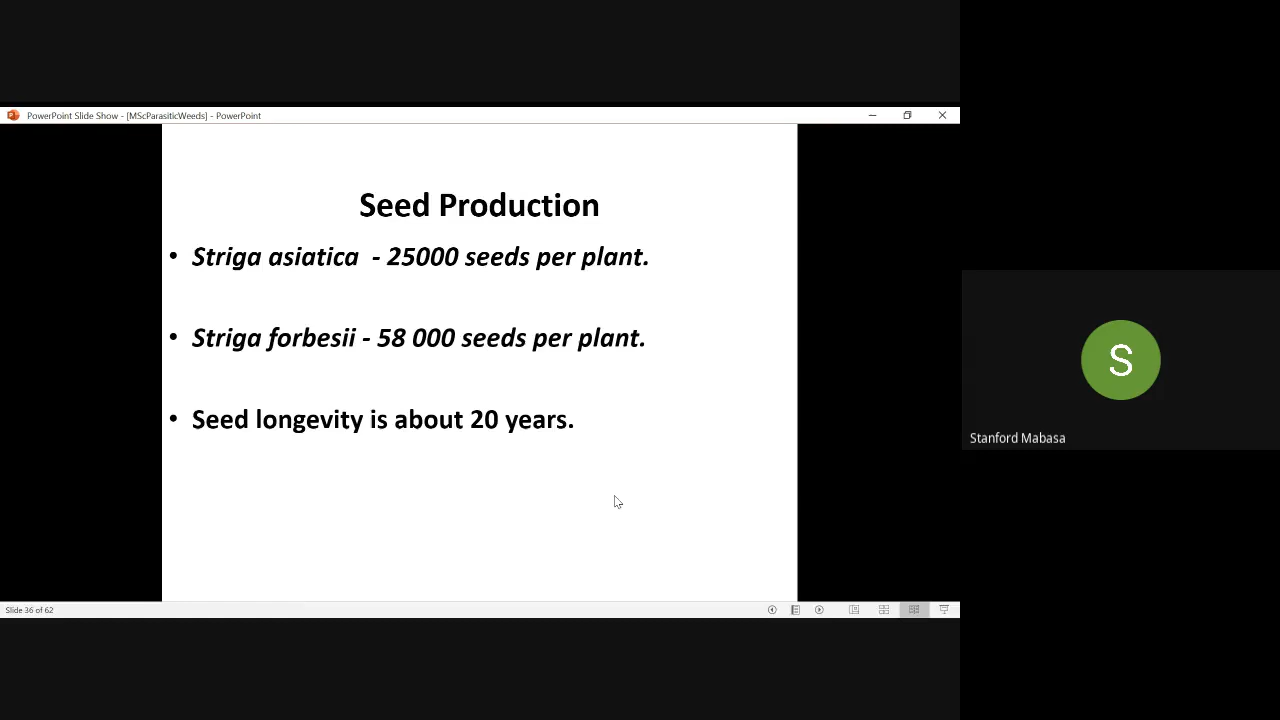 PowerPoint Slide Show - [MScParasiticWeeds] - PowerPoint
Seed Production
• Striga asiatica - 25000 seeds per plant.
• Striga forbesii - 58 000 seeds per plant.
• Seed longevity is about 20 years.
S
Stanford Mabasa
Slide 36 of 62